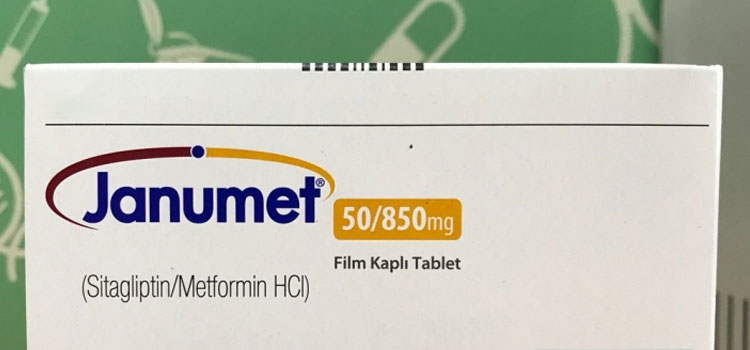 Janumet® 50/850mg
Film Kaplı Tablet
(Sitagliptin/Metformin HCl)